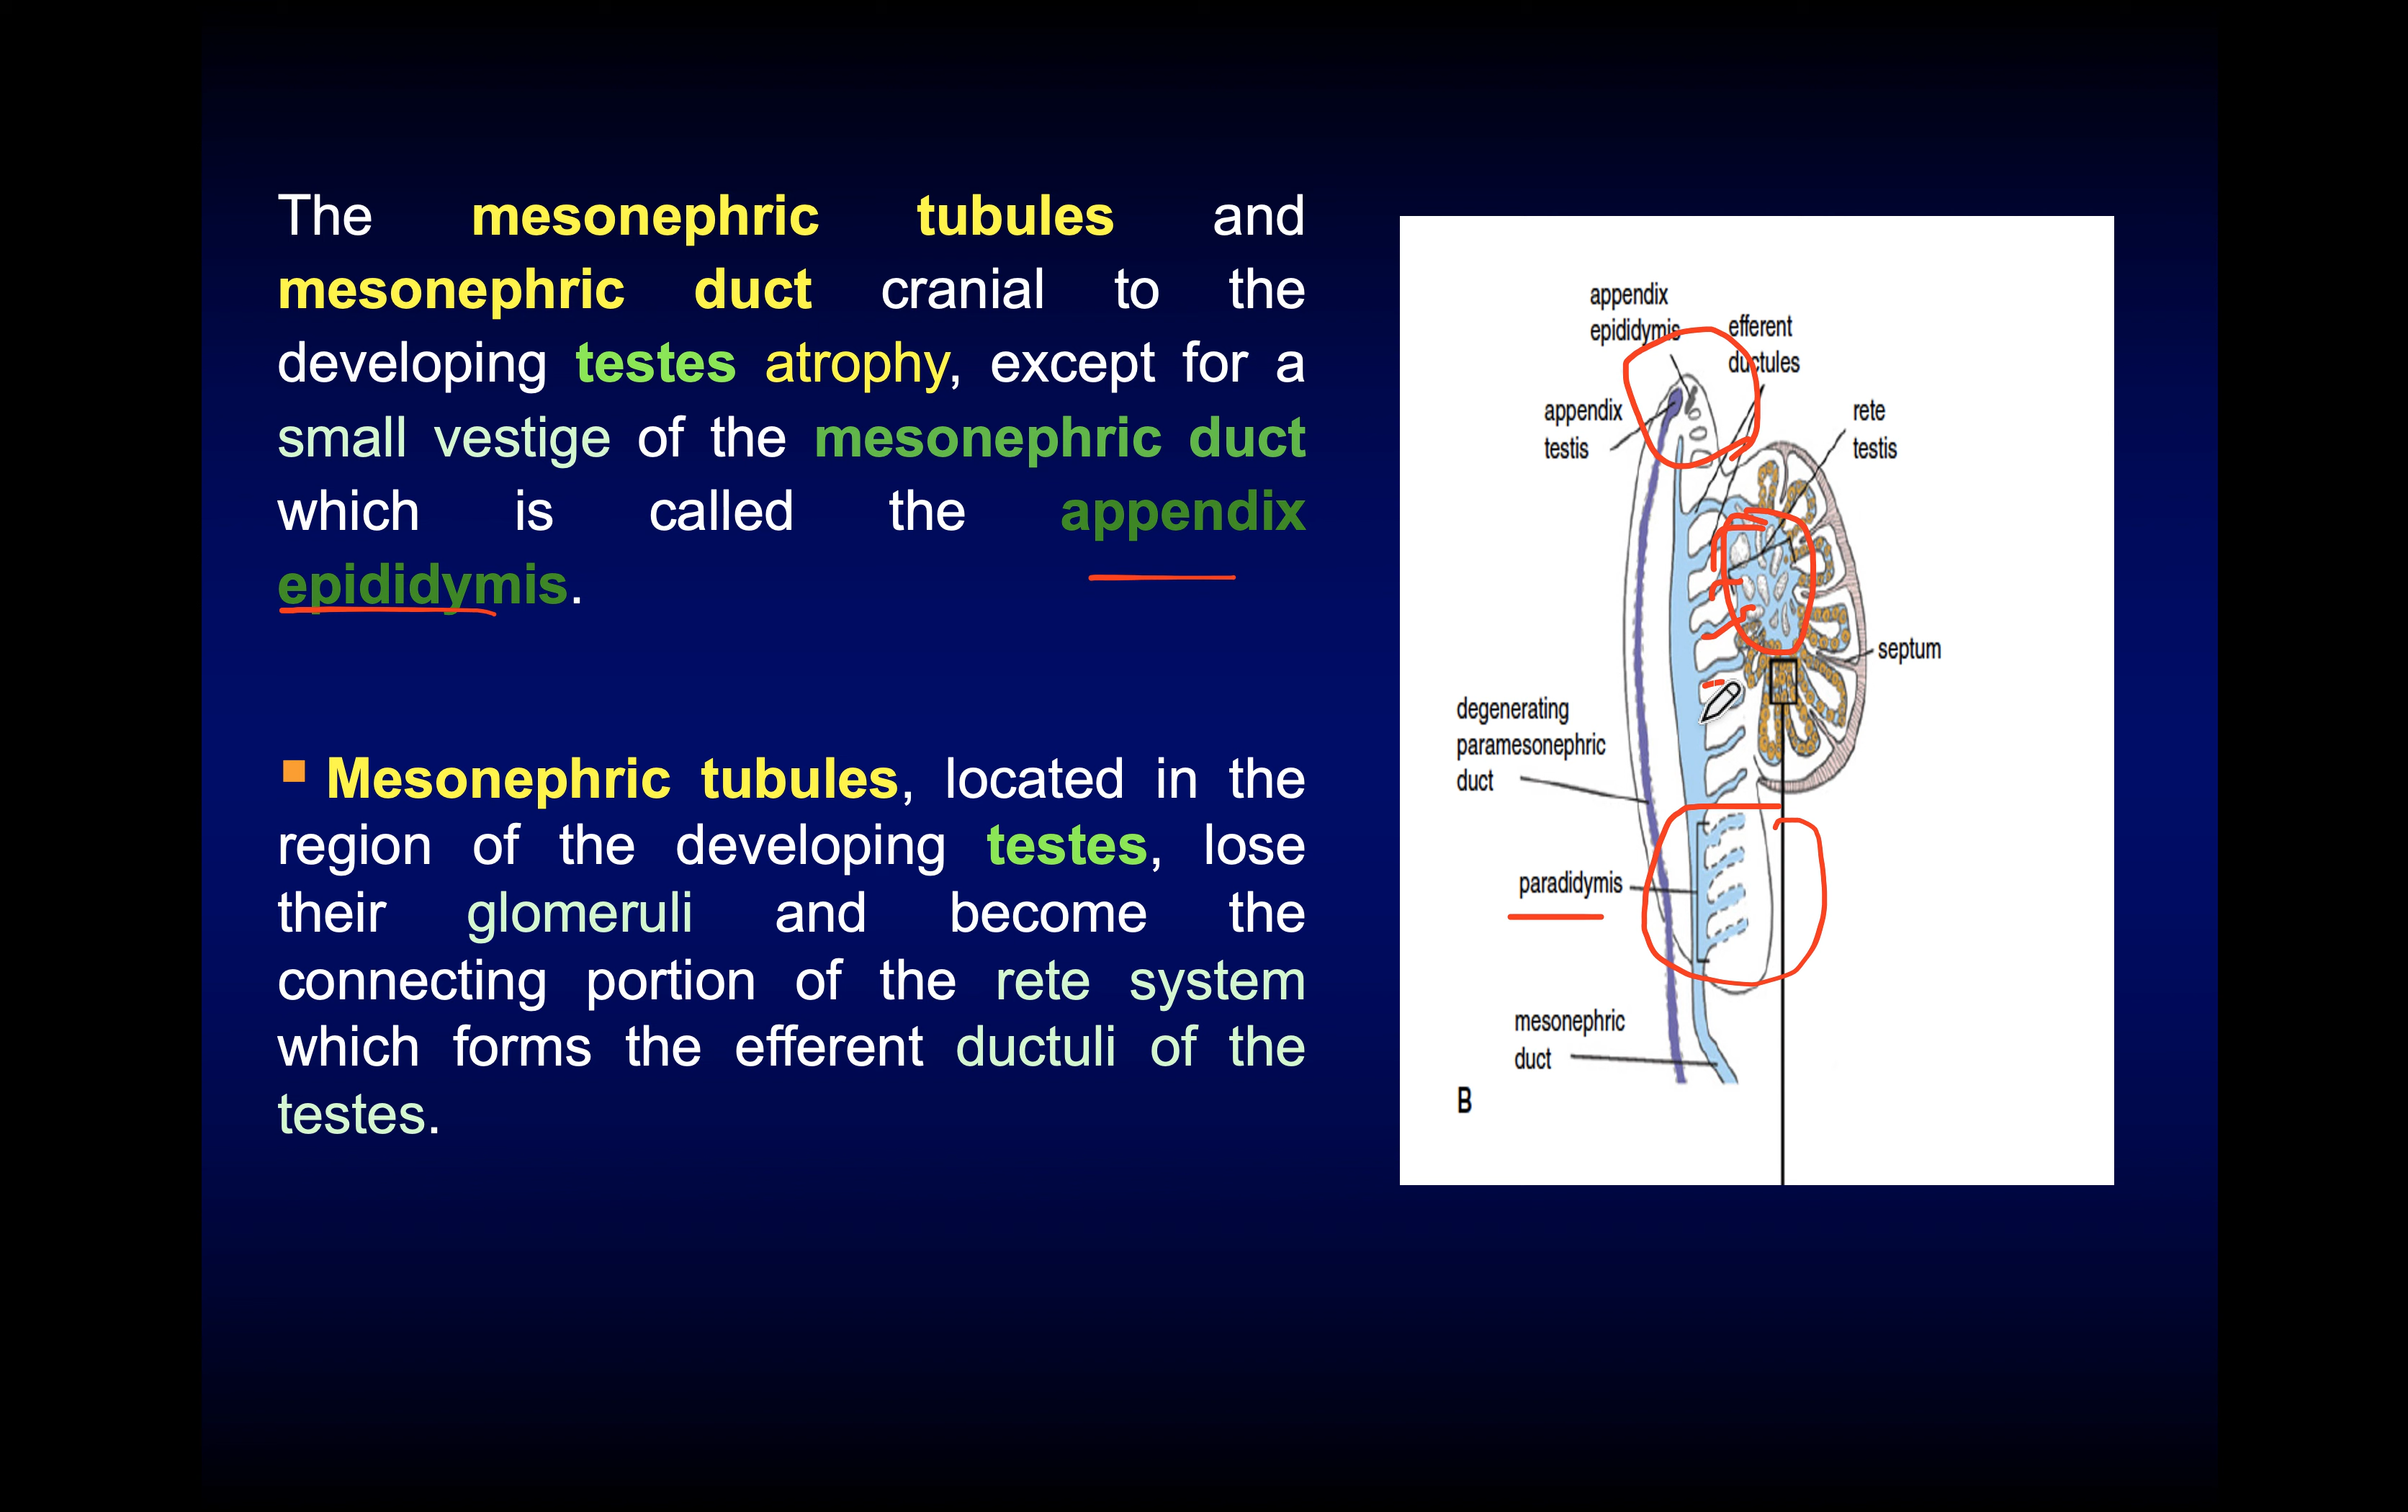 The mesonephric tubules and
mesonephric duct cranial to the
developing testes atrophy, except for a
small vestige of the mesonephric duct
which is called the appendix
epididymis.
Mesonephric tubules, located in the
region of the developing testes, lose
their glomeruli and become the
connecting portion of the rete system
which forms the efferent ductuli of the
testes.
appendix
epididymis
efferent
ductules
appendix
testis
rete
testis
septum
degenerating
paramesonephric
duct
paradidymis
mesonephric
duct
B